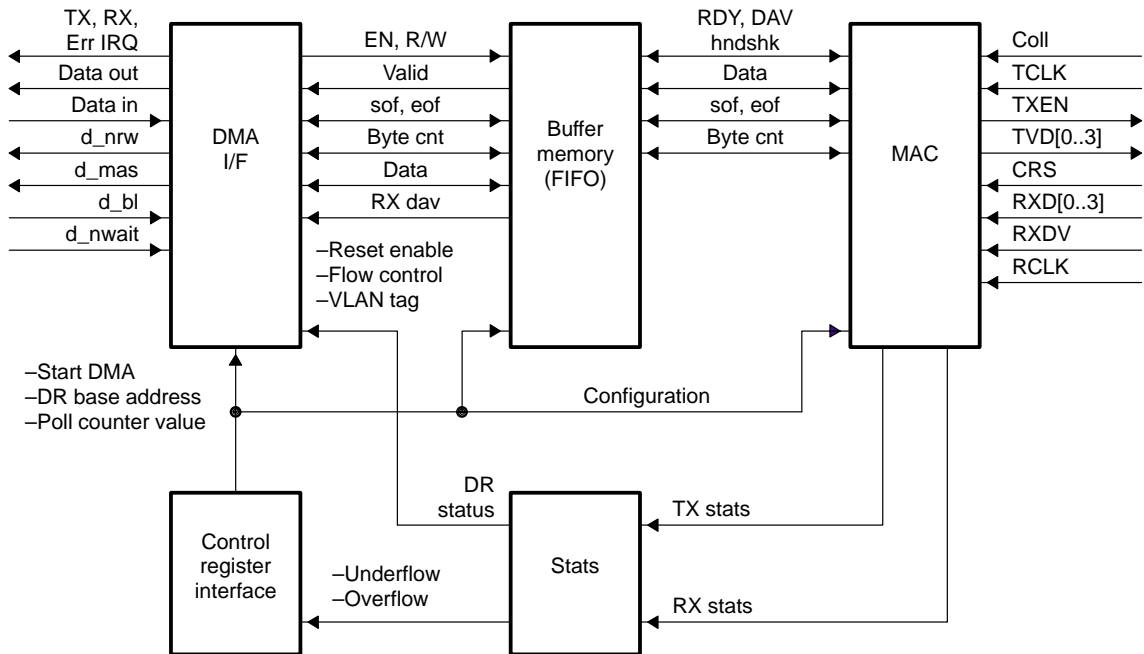 TX, RX,
Err IRQ
Data out
Data in
d_nrw
d_mas
d_bl
d_nwait
DMA
I/F
EN, R/W
Valid
sof, eof
Byte cnt
Data
RX dav
–Reset enable
–Flow control
–VLAN tag
Buffer
memory
(FIFO)
RDY, DAV
hndshk
Data
sof, eof
Byte cnt
MAC
Coll
TCLK
TXEN
TVD[0..3]
CRS
RXD[0..3]
RXDV
RCLK
–Start DMA
–DR base address
–Poll counter value
Configuration
Control
register
interface
DR
status
–Underflow
–Overflow
Stats
TX stats
RX stats